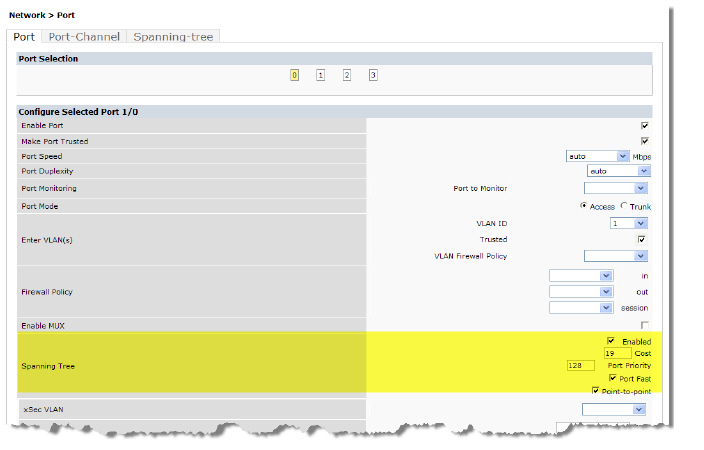 Network > Port
Port Port-Channel Spanning-tree
Port Selection
0 1 2 3
Configure Selected Port 1/0
Enable Port
Make Port Trusted
Port Speed auto Mbps
Port Duplexity auto
Port Monitoring Port to Monitor
Port Mode Access Trunk
VLAN ID 1
Enter VLAN(s) Trusted
VLAN Firewall Policy
in
Firewall Policy out
session
Enable MUX
Enabled
19 Cost
Spanning Tree 128 Port Priority
Port Fast
Point-to-point
xSec VLAN